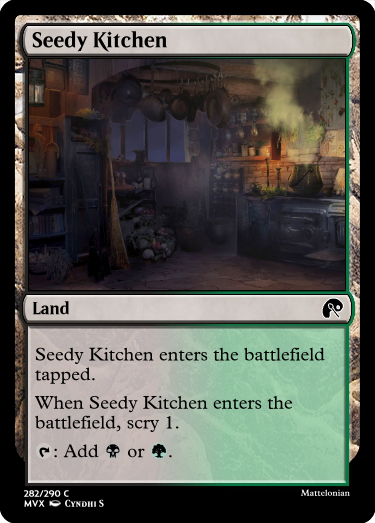 Seedy Kitchen
Land
Seedy Kitchen enters the battlefield
tapped.
When Seedy Kitchen enters the
battlefield, scry 1.
: Add or .
282/290 C
MVX Cyndhi S
Mattelonian